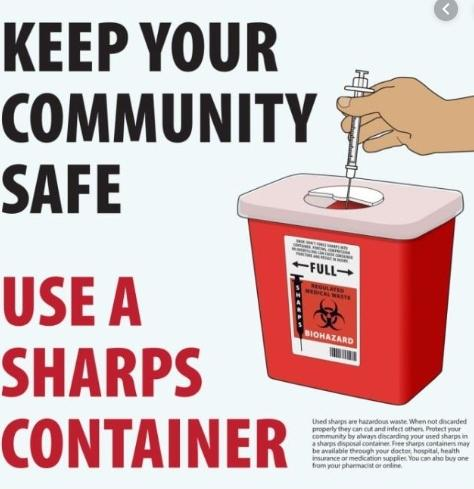 KEEP YOUR
COMMUNITY
SAFE
USE A
SHARPS
CONTAINER
←FULL→
REGULATED
MEDICAL WASTE
SHARPS
BIOHAZARD
Used sharps are hazardous waste. When not discarded
properly they can cut and infect others. Protect your
community by always discarding your used sharps in
a sharps disposal container. Free sharps containers may
be available through your doctor, hospital, health
insurance or medication supplier. You can also buy one
from your pharmacist or online.